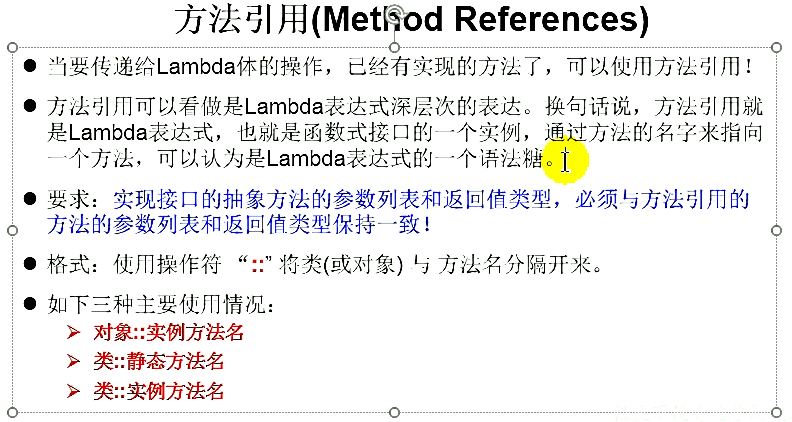 方法引用(Method References)
当要传递给Lambda体的操作，已经有实现的方法了，可以使用方法引用！
方法引用可以看做是Lambda表达式深层次的表达。换句话说，方法引用就
是Lambda表达式，也就是函数式接口的一个实例，通过方法的名字来指向
一个方法，可以认为是Lambda表达式的一个语法糖。
要求：实现接口的抽象方法的参数列表和返回值类型，必须与方法引用的
方法的参数列表和返回值类型保持一致！
格式：使用操作符 “::” 将类(或对象) 与 方法名分隔开来。
如下三种主要使用情况：
对象::实例方法名
类::静态方法名
类::实例方法名